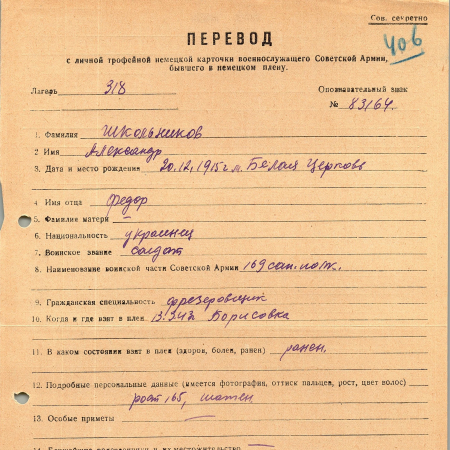 Сов. секретно
406
ПЕРЕВОД
с личной трофейной немецкой карточки военнослужащего Советской Армии,
бывшего в немецком плену.
Лагерь 318 Опознавательный знак
№ 83164.
1. Фамилия Школьников
2 Имя Александр
3. Дата и место рождения 20.12.1915 г. м. Белая Церковь
4. Имя отца Федор
5. Фамилия матери —
6. Национальность украинец
7. Воинское звание солдат
8. Наименование воинской части Советской Армии 169 сап. полк.
9. Гражданская специальность фрезеровщик
10. Когда и где взят в плен 13.3.43г. Борисовка
11. В каком состоянии взят в плен (здоров, болен, ранен) ранен.
12. Подробные персональные данные (имеется фотография, оттиск пальцев, рост, цвет волос)
рост 165, шатен
13. Особые приметы —